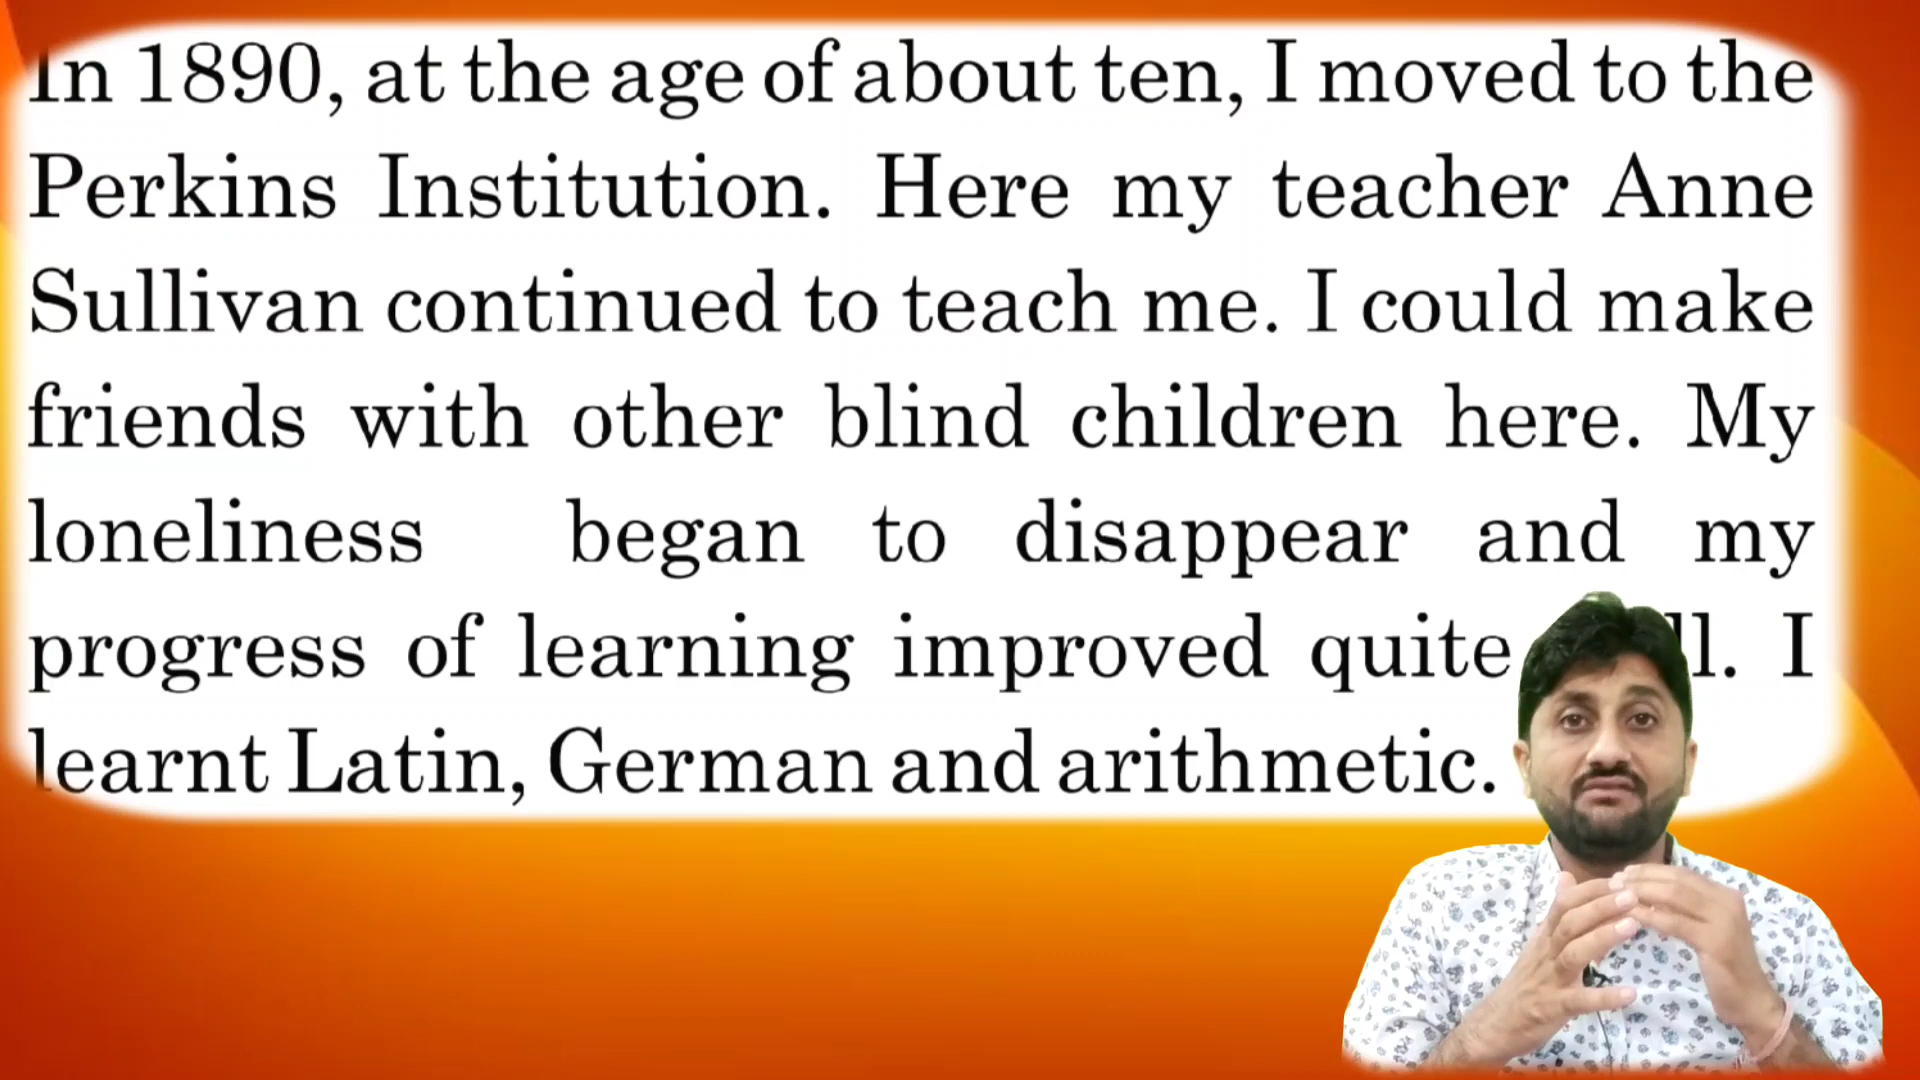 In 1890, at the age of about ten, I moved to the
Perkins Institution. Here my teacher Anne
Sullivan continued to teach me. I could make
friends with other blind children here. My
loneliness began to disappear and my
progress of learning improved quite I
learnt Latin, German and arithmetic.